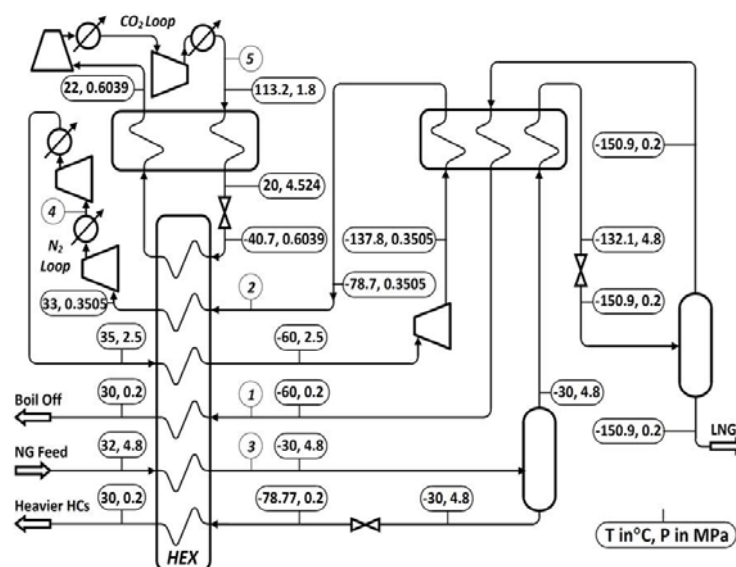 CO2 Loop
5
22, 0.6039
113.2, 1.8
-150.9, 0.2
20, 4.524
4
N2
Loop
-40.7, 0.6039
-137.8, 0.3505
-132.1, 4.8
33, 0.3505
2
-78.7, 0.3505
-150.9, 0.2
35, 2.5
-60, 2.5
Boil Off
30, 0.2
1
-60, 0.2
-30, 4.8
NG Feed
32, 4.8
3
-30, 4.8
-150.9, 0.2
LNG
Heavier HCs
30, 0.2
-78.77, 0.2
-30, 4.8
HEX
T in°C, P in MPa